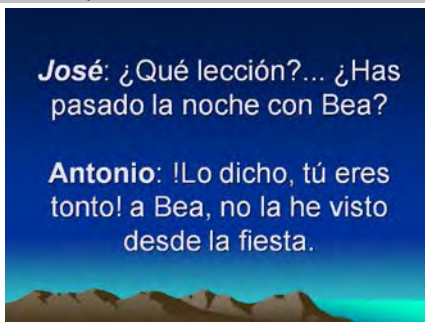 José: ¿Qué lección?... ¿Has
pasado la noche con Bea?
Antonio: !Lo dicho, tú eres
tonto! a Bea, no la he visto
desde la fiesta.